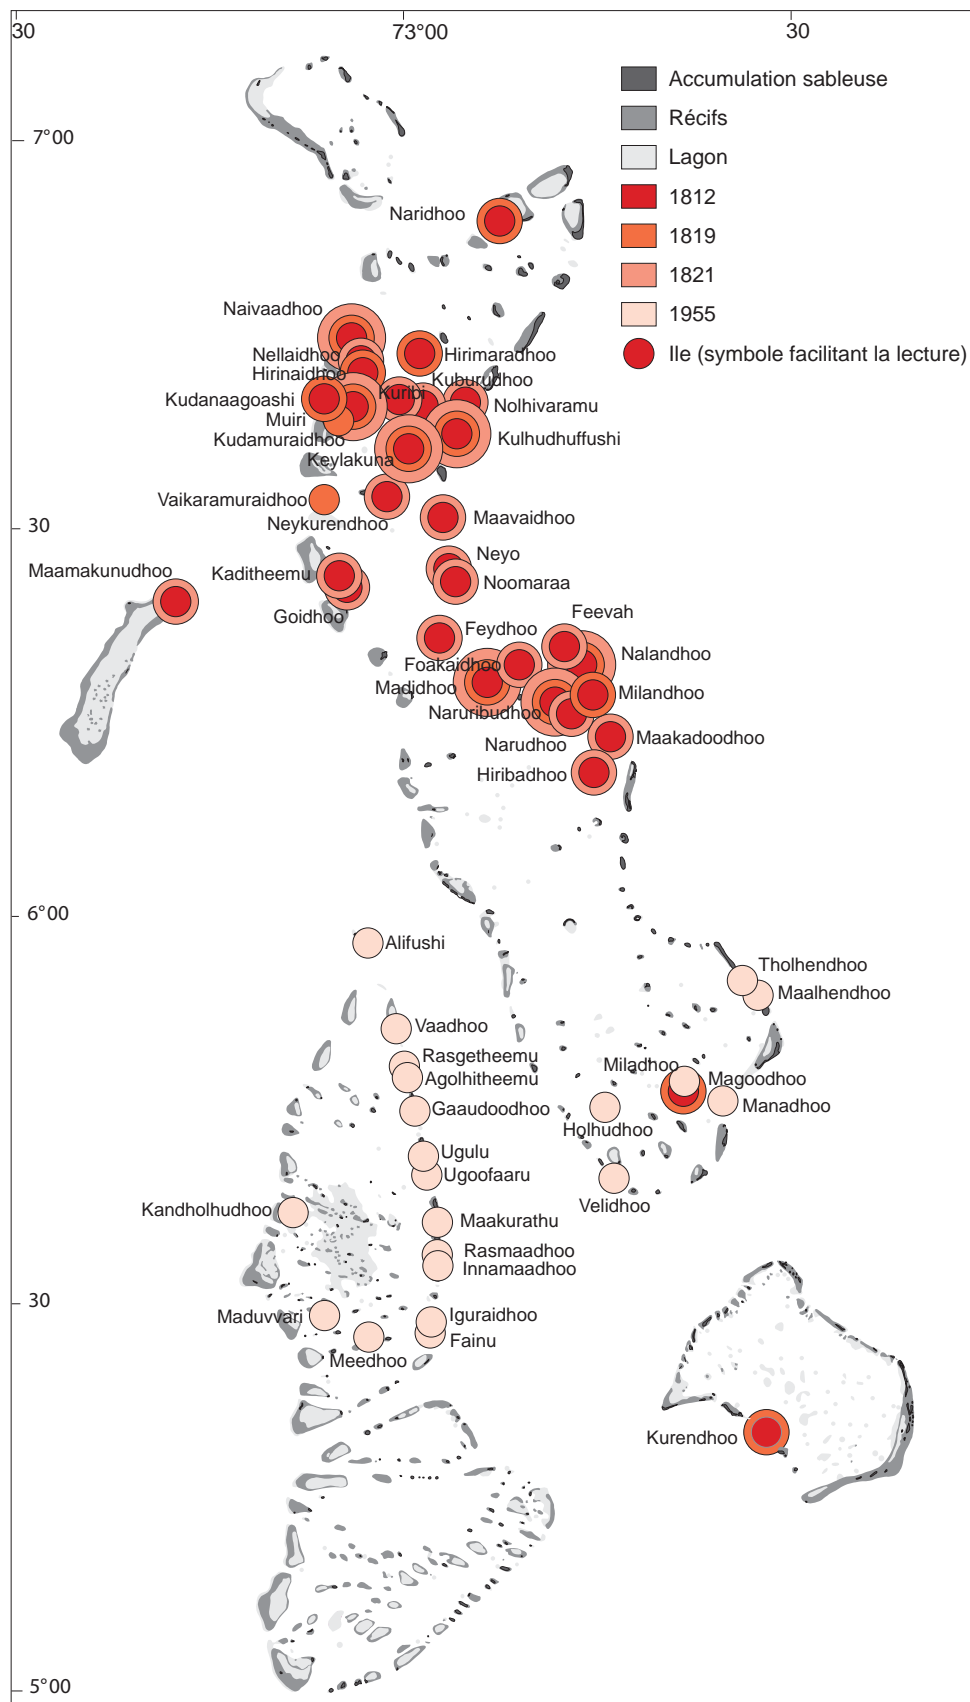 30
73°00
30
Accumulation sableuse
7°00
Récifs
Lagon
1812
Naridhoo
1819
1821
Naivaadhoo
1955
Nellaidhoo
Hirimaradhoo
Ile (symbole facilitant la lecture)
Hirinaidhoo
Kuburudhoo
Kuribi
Kudanaagoashi
Nolhivaramu
Muiri
Kudamuraidhoo
Kulhudhuffushi
Keylakuna
Vaikaramuraidhoo
Neykurendhoo
Maavaidhoo
30
Neyo
Maamakunudhoo
Kaditheemu
Noomaraa
Goidhoo
Feevah
Feydhoo
Nalandhoo
Foakaidhoo
Madidhoo
Milandhoo
Naruribudhoo
Narudhoo
Maakadoodhoo
Hiribadhoo
6°00
Alifushi
Tholhendhoo
Maalhendhoo
Vaadhoo
Rasgetheemu
Miladhoo
Agolhitheemu
Magoodhoo
Manadhoo
Gaaudoodhoo
Holhudhoo
Ugulu
Ugoofaaru
Velidhoo
Kandholhudhoo
Maakurathu
Rasmaadhoo
Innamaadhoo
30
Maduvvari
Iguraidhoo
Fainu
Meedhoo
Kurendhoo
5°00